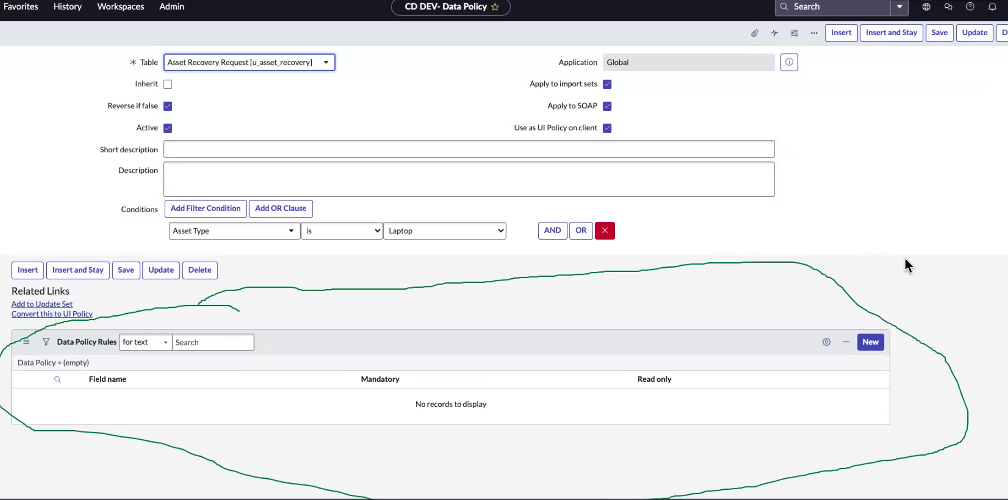 Favorites History Workspaces Admin CD DEV- Data Policy Search
Insert Insert and Stay Save Update D
Table Asset Recovery Request [u_asset_recovery] Application Global
Inherit Apply to import sets
Reverse if false Apply to SOAP
Active Use as UI Policy on client
Short description
Description
Conditions Add Filter Condition Add OR Clause
Asset Type is Laptop AND OR
Insert Insert and Stay Save Update Delete
Related Links
Add to Update Set
Convert this to UI Policy
Data Policy Rules for text Search New
Data Policy = (empty)
Field name Mandatory Read only
No records to display